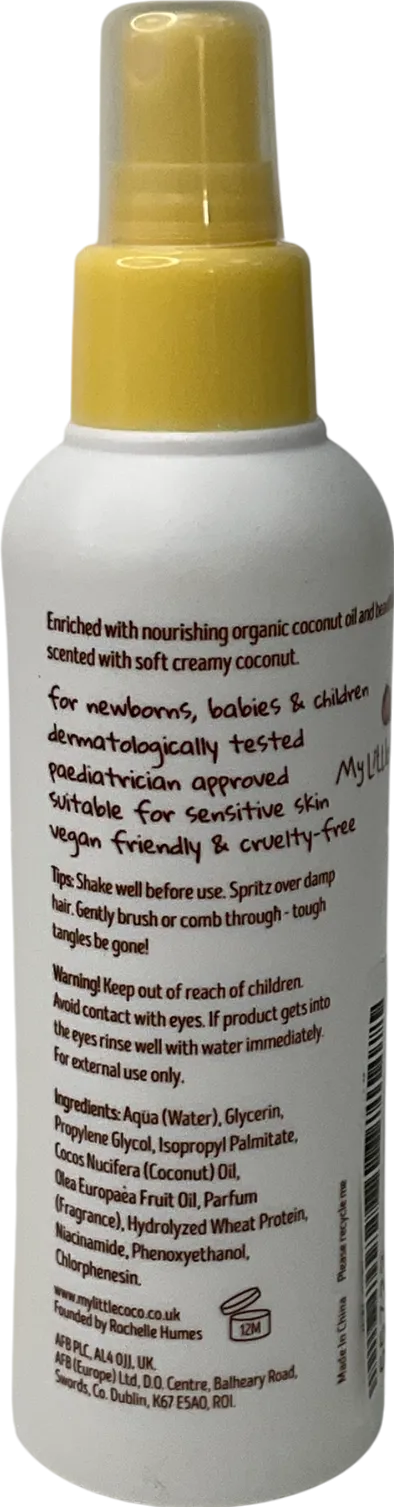 Enriched with nourishing organic coconut oil and
scented with soft creamy coconut.
for newborns, babies & children
dermatologically tested
paediatrician approved
suitable for sensitive skin
vegan friendly & cruelty-free
My
Tips: Shake well before use. Spritz over damp
hair. Gently brush or comb through - tough
tangles be gone!
Warning! Keep out of reach of children.
Avoid contact with eyes. If product gets into
the eyes rinse well with water immediately.
For external use only.
Ingredients: Aqua (Water), Glycerin,
Propylene Glycol, Isopropyl Palmitate,
Cocos Nucifera (Coconut) Oil,
Olea Europaea Fruit Oil, Parfum
(Fragrance), Hydrolyzed Wheat Protein,
Niacinamide, Phenoxyethanol,
Chlorphenesin.
www.mylittlecoco.co.uk
Founded by Rochelle Humes
12M
AFB PLC, AL4 0JJ, UK.
AFB (Europe) Ltd, D.O. Centre, Balheary Road,
Swords, Co. Dublin, K67 E5A0, ROI.
Made In China Please recycle me